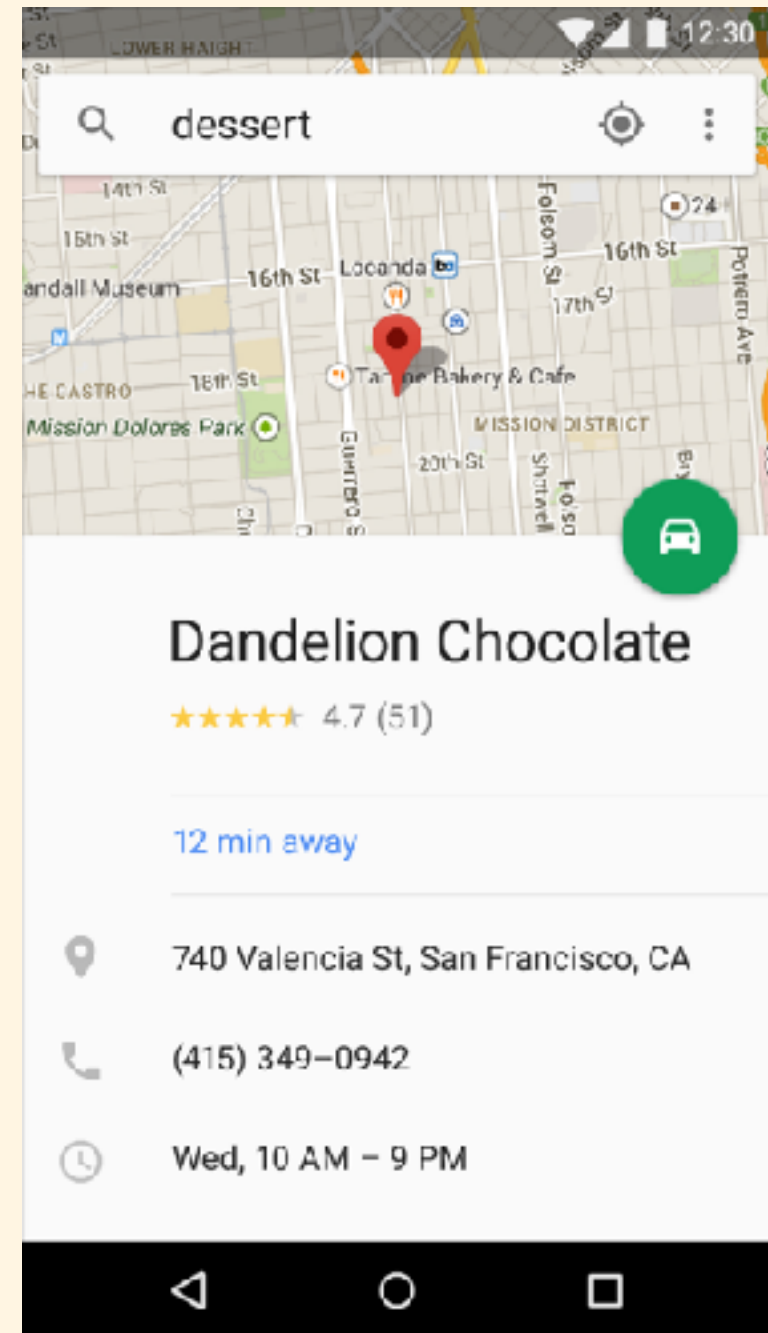 12:30
LOWER HAIGHT
dessert
14th St
15th St
24
Folsom St
16th St
Potrero Ave
Locanda
16th St
andall Museum
17th St
18th St
Bakery & Cafe
HE CASTRO
Mission Dolores Park
MISSION DISTRICT
Guerrero S
20th St
Shotwell
Folso
Dandelion Chocolate
4.7 (51)
12 min away
740 Valencia St, San Francisco, CA
(415) 349–0942
Wed, 10 AM – 9 PM